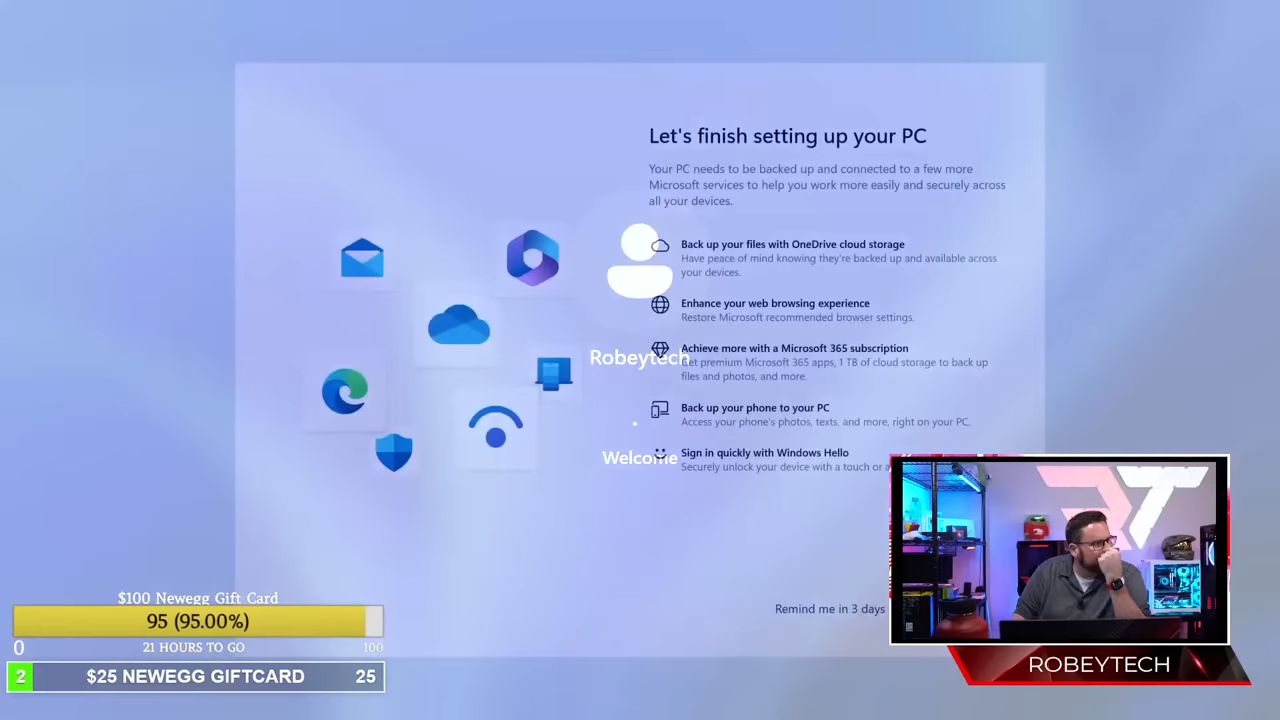 Let's finish setting up your PC
Your PC needs to be backed up and connected to a few more
Microsoft services to help you work more easily and securely across
all your devices.
Back up your files with OneDrive cloud storage
Have peace of mind knowing they're backed up and available across
your devices.
Enhance your web browsing experience
Restore Microsoft recommended browser settings.
Achieve more with a Microsoft 365 subscription
Get premium Microsoft 365 apps, 1 TB of cloud storage to back up
files and photos, and more.
Back up your phone to your PC
Access your phone's photos, texts, and more, right on your PC.
Sign in quickly with Windows Hello
Securely unlock your device with a touch or a
Remind me in 3 days
Robeytech
Welcome
$100 Newegg Gift Card
95 (95.00%)
0 21 HOURS TO GO 100
2 $25 NEWEGG GIFTCARD 25
RT
ROBEYTECH